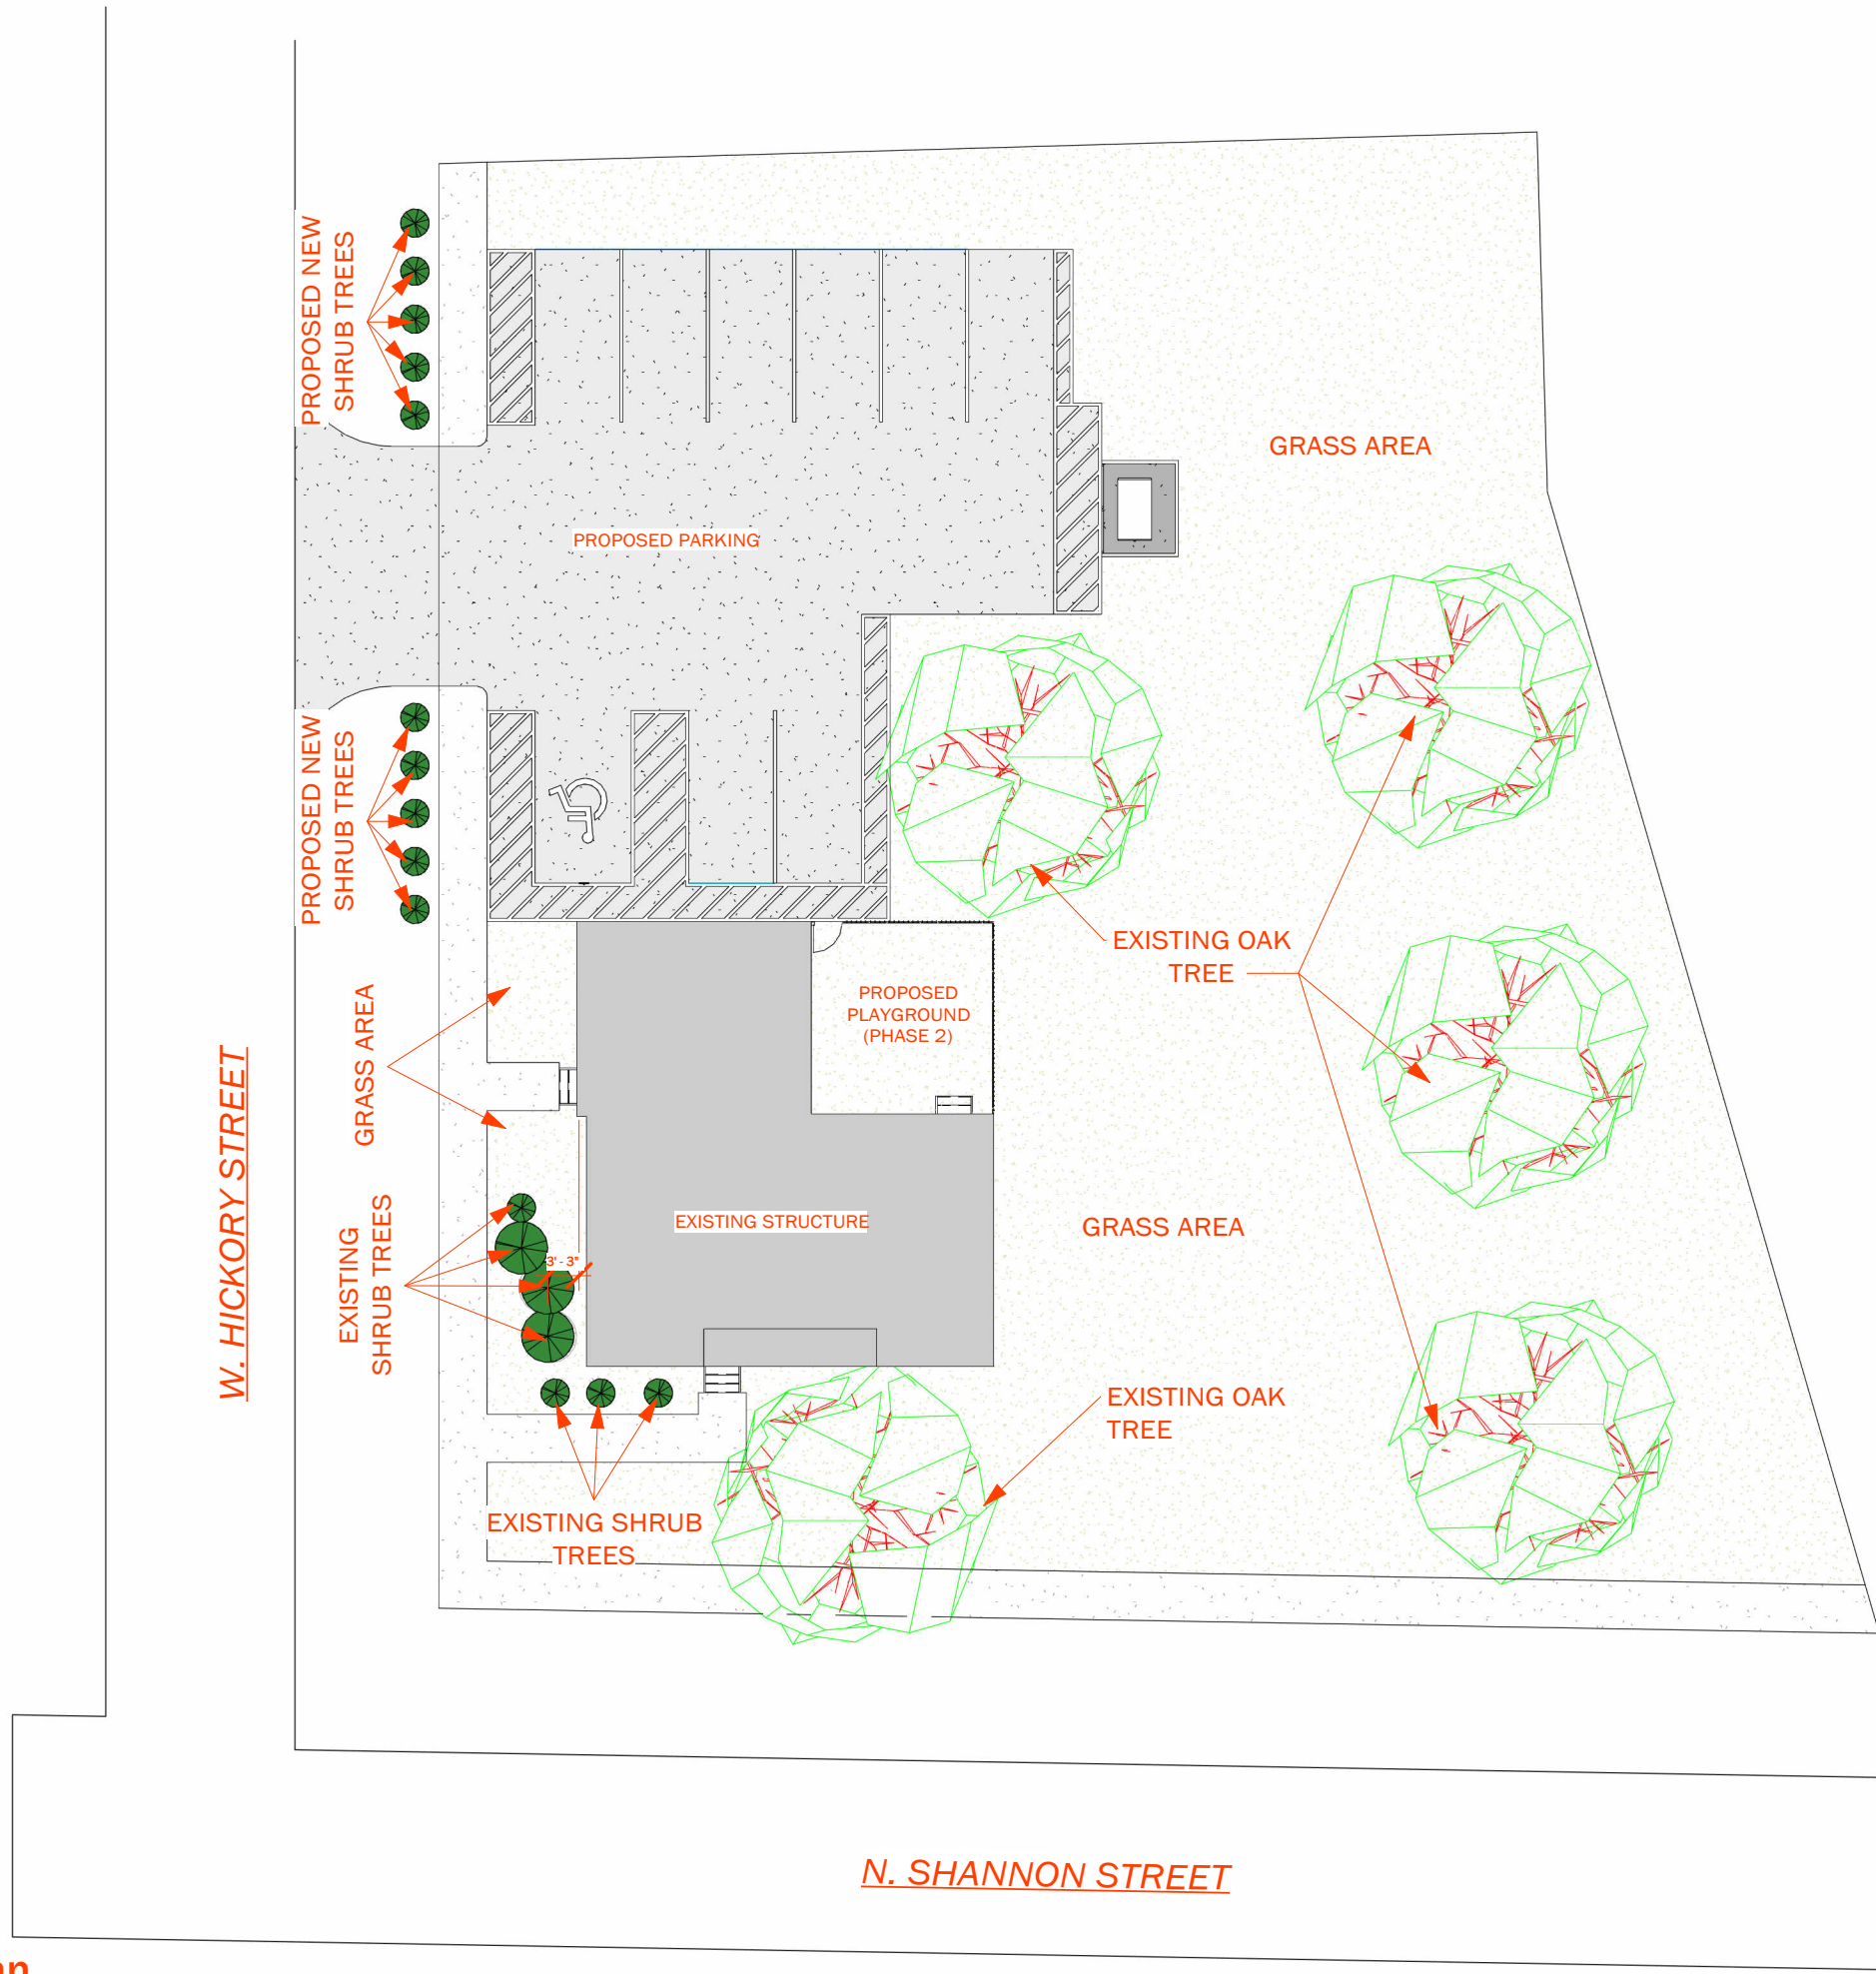 PROPOSED NEW
SHRUB TREES
GRASS AREA
PROPOSED PARKING
PROPOSED NEW
SHRUB TREES
EXISTING OAK
TREE
PROPOSED
PLAYGROUND
(PHASE 2)
GRASS AREA
W. HICKORY STREET
EXISTING
SHRUB TREES
EXISTING STRUCTURE
GRASS AREA
3' - 3"
EXISTING OAK
TREE
EXISTING SHRUB
TREES
N. SHANNON STREET